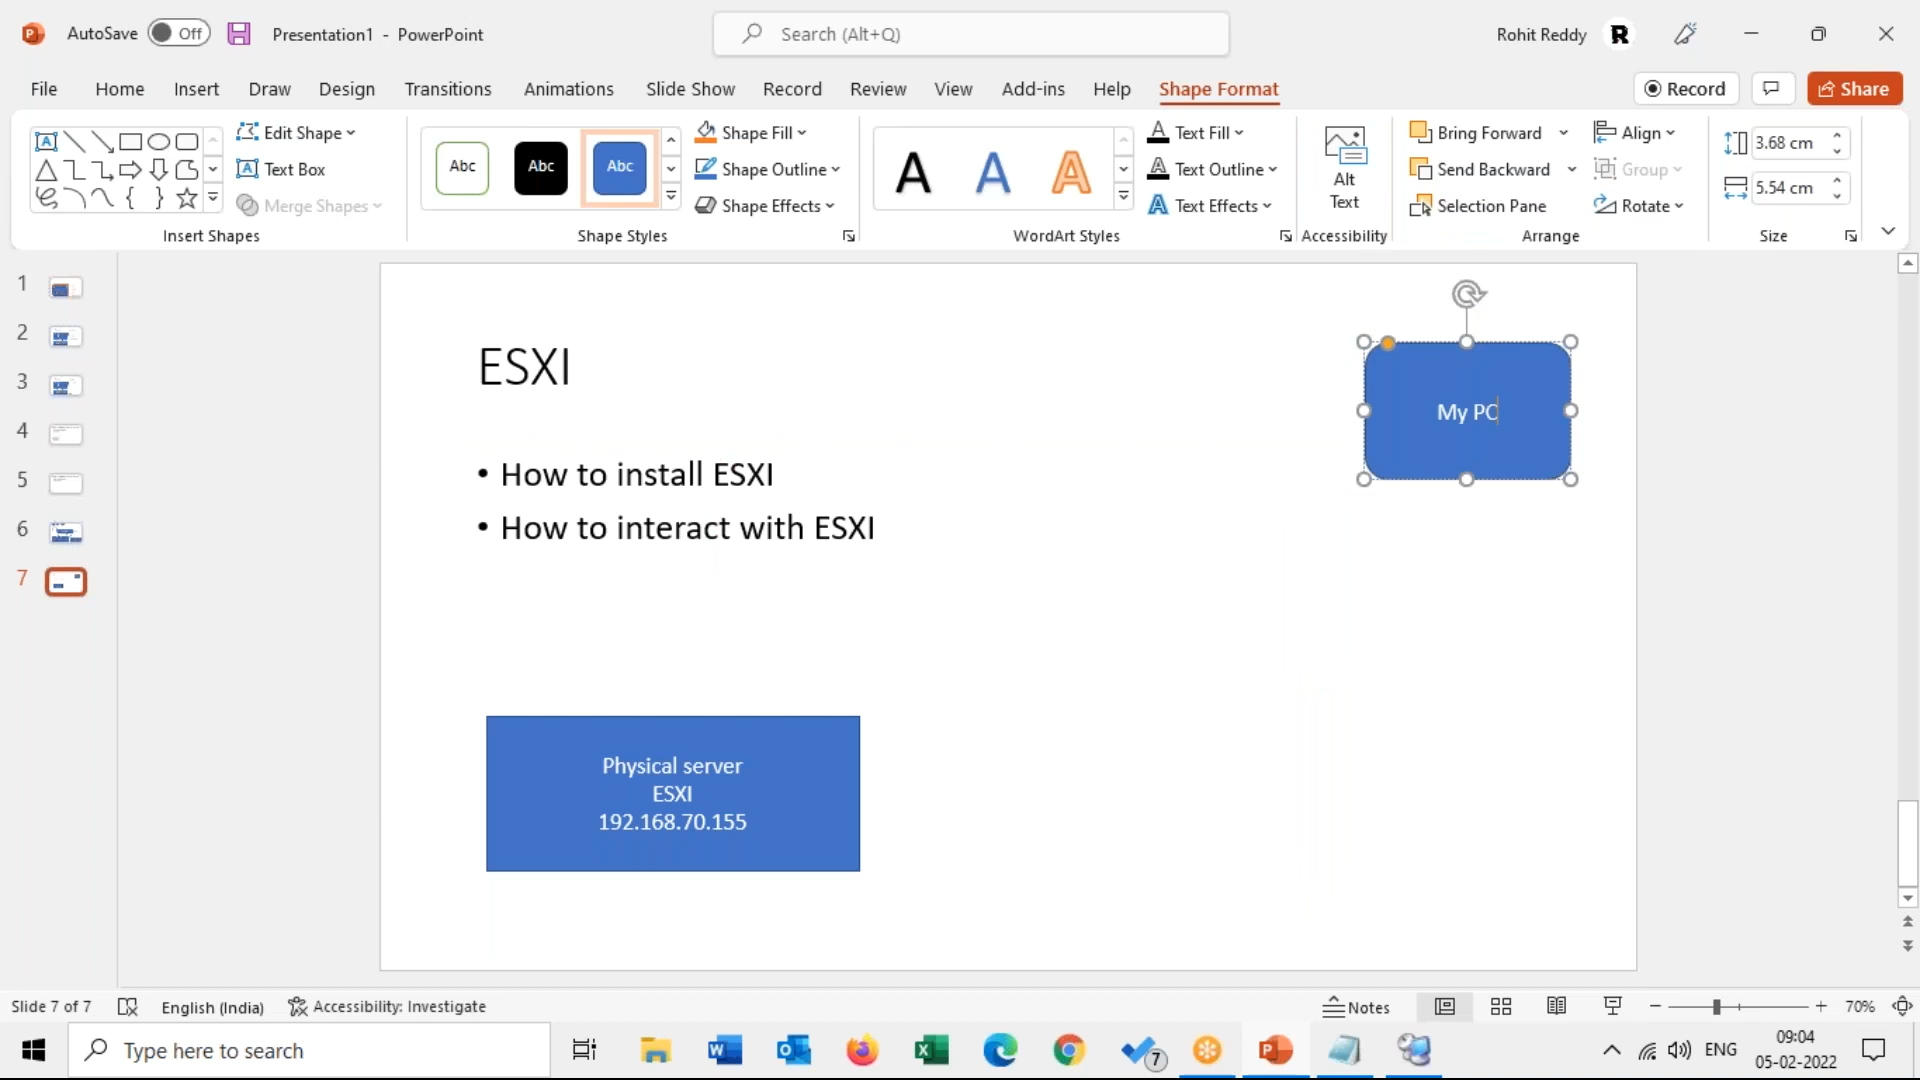 AutoSave Off Presentation1 - PowerPoint Search (Alt+Q) Rohit Reddy
File Home Insert Draw Design Transitions Animations Slide Show Record Review View Add-ins Help Shape Format Record Share
Edit Shape
Text Box
Merge Shapes
Insert Shapes
Abc Abc Abc
Shape Fill
Shape Outline
Shape Effects
Shape Styles
A A A
Text Fill
Text Outline
Text Effects
WordArt Styles
Alt
Text
Accessibility
Bring Forward
Send Backward
Selection Pane
Align
Group
Rotate
Arrange
3.68 cm
5.54 cm
Size
1
2
3
4
5
6
7
ESXI
My PC
• How to install ESXI
• How to interact with ESXI
Physical server
ESXI
192.168.70.155
Slide 7 of 7 English (India) Accessibility: Investigate Notes 70%
Type here to search 7 ENG 09:04
05-02-2022